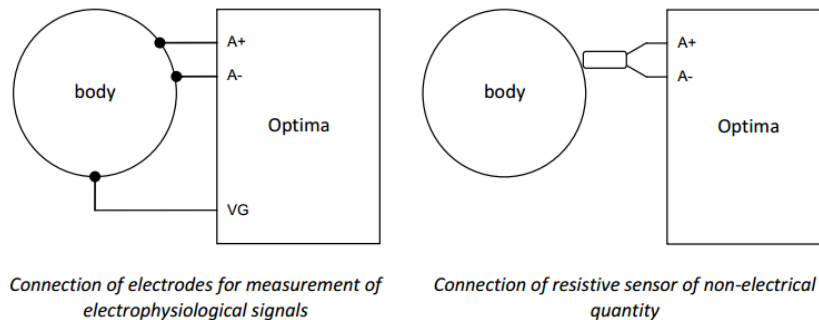 body
A+
A-
Optima
VG
Connection of electrodes for measurement of
electrophysiological signals
body
A+
A-
Optima
Connection of resistive sensor of non-electrical
quantity